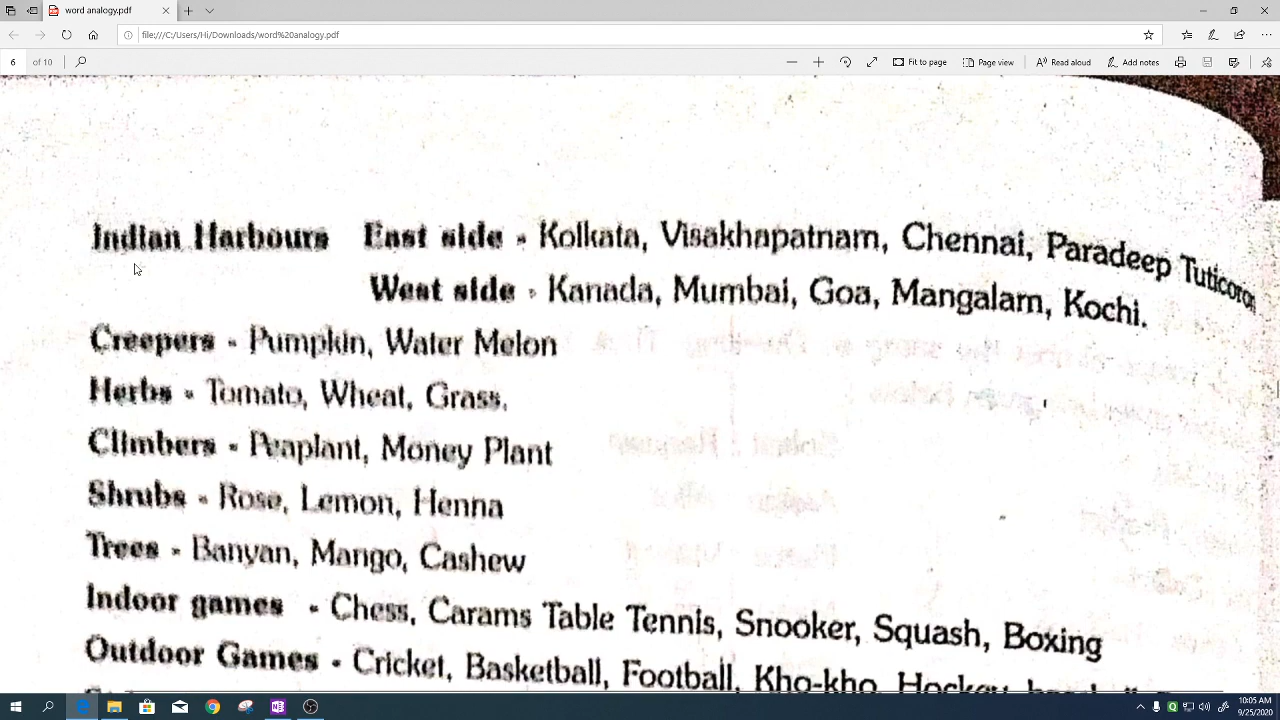 word analogy.pdf
file:///C:/Users/Hi/Downloads/word%20analogy.pdf
6 of 10 Fit to page Page view Read aloud Add notes
Indian Harbours East side - Kolkata, Visakhapatnam, Chennai, Paradeep Tuticoron
West side - Kanada, Mumbai, Goa, Mangalam, Kochi.
Creepers - Pumpkin, Water Melon
Herbs - Tomato, Wheat, Grass.
Climbers - Peaplant, Money Plant
Shrubs - Rose, Lemon, Henna
Trees - Banyan, Mango, Cashew
Indoor games - Chess, Carams Table Tennis, Snooker, Squash, Boxing
Outdoor Games - Cricket, Basketball, Football, Kho-kho, Hockey,
10:05 AM
9/25/2020